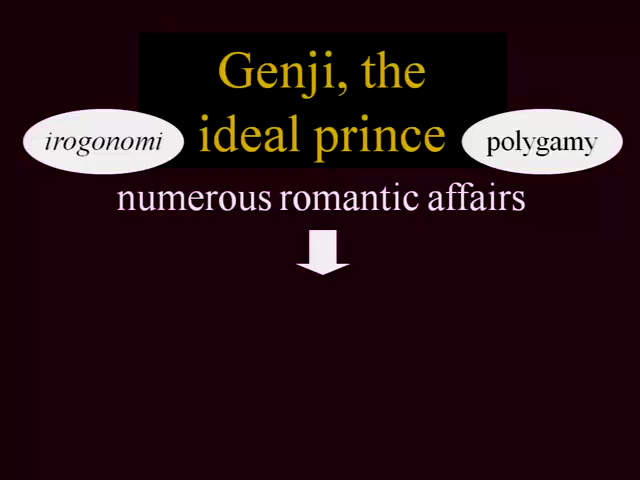 Genji, the
ideal prince
irogonomi
polygamy
numerous romantic affairs